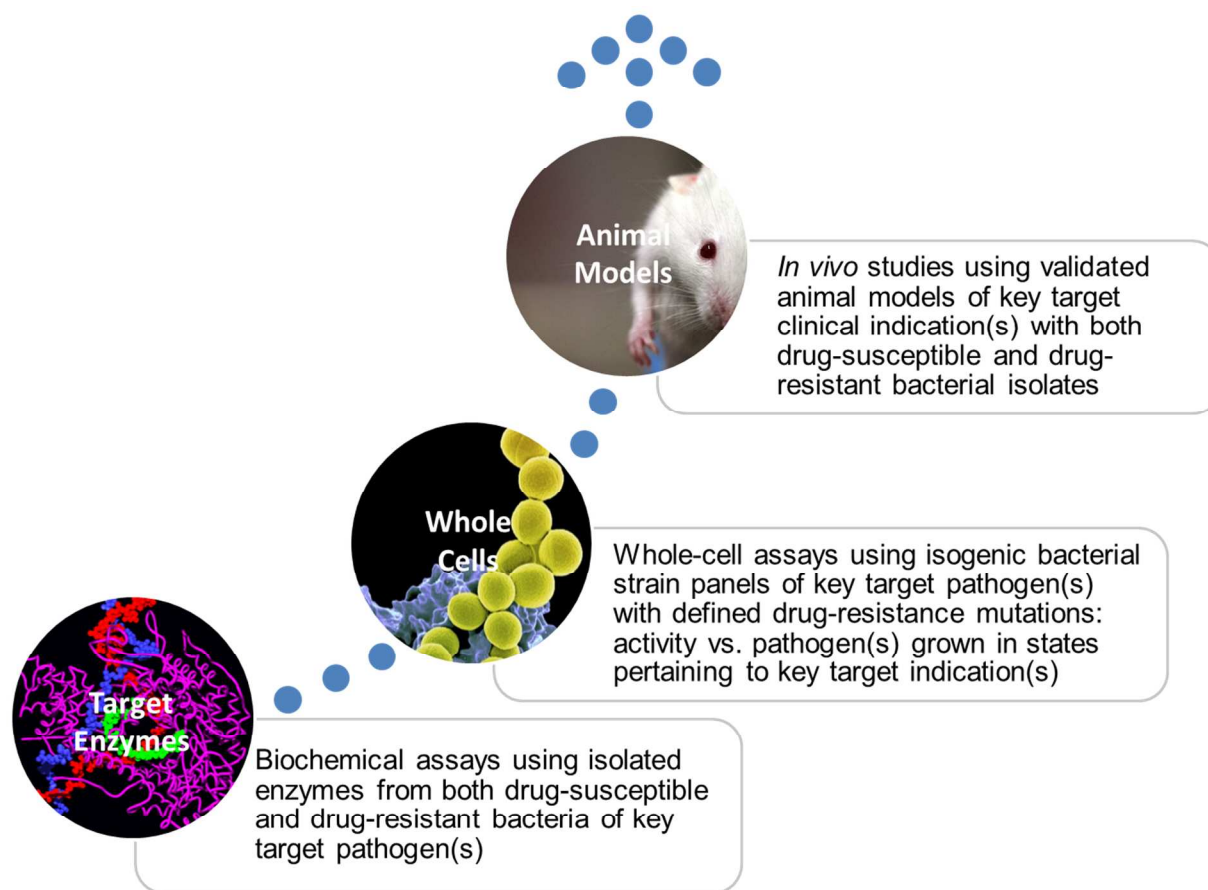 Animal
Models
In vivo studies using validated
animal models of key target
clinical indication(s) with both
drug-susceptible and drug-
resistant bacterial isolates
Whole
Cells
Whole-cell assays using isogenic bacterial
strain panels of key target pathogen(s)
with defined drug-resistance mutations:
activity vs. pathogen(s) grown in states
pertaining to key target indication(s)
Target
Enzymes
Biochemical assays using isolated
enzymes from both drug-susceptible
and drug-resistant bacteria of key
target pathogen(s)